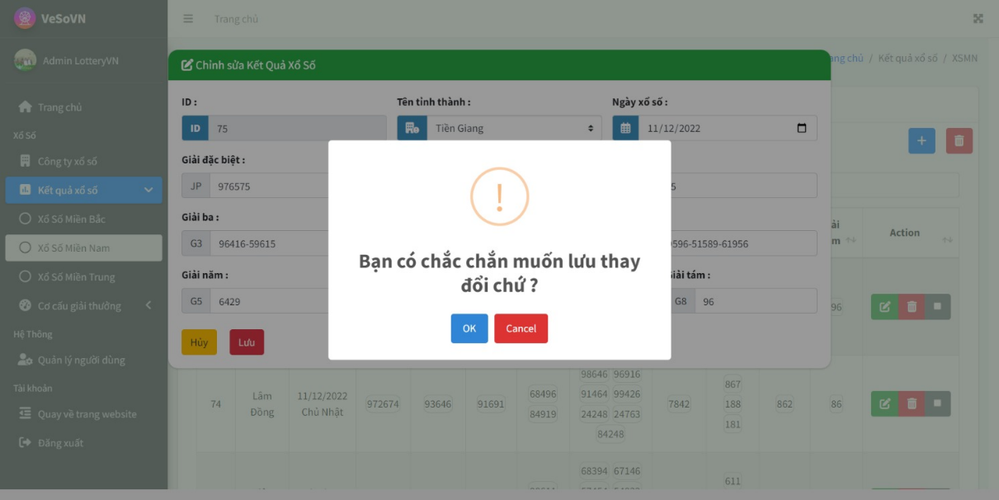 VeSoVN
Trang chủ
Admin LotteryVN
Trang chủ
Xổ Số
Công ty xổ số
Kết quả xổ số
Xổ Số Miền Bắc
Xổ Số Miền Nam
Xổ Số Miền Trung
Cơ cấu giải thưởng
Hệ Thông
Quản lý người dùng
Tài khoản
Quay về trang website
Đăng xuất
ang chủ / Kết quả xổ số / XSMN
Chỉnh sửa Kết Quả Xổ Số
ID :
Tên tỉnh thành :
Ngày xổ số :
ID 75
Tiền Giang
11/12/2022
Giải đặc biệt :
JP 976575
5
Giải ba :
G3 96416-59615
596-51589-61956
Giải năm :
Giải tám :
G5 6429
G8 96
Hủy
Lưu
Bạn có chắc chắn muốn lưu thay
đổi chứ ?
OK
Cancel
ải
m
Action
96
74
Lâm
Đồng
11/12/2022
Chủ Nhật
972674
93646
91691
68496
84919
98646 96916
91464 99426
24248 24763
84248
7842
867
188
181
862
86
68394 67146
611